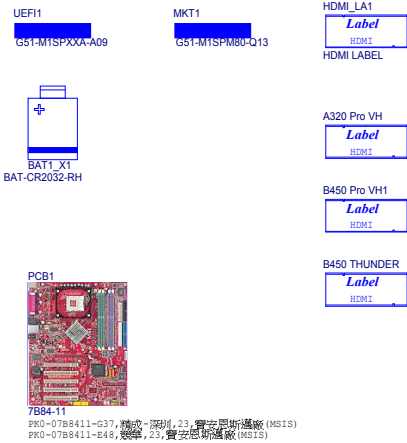 UEFI1
G51-M1SPXXA-A09
MKT1
G51-M1SPM80-Q13
HDMI_LA1
Label
HDMI
HDMI LABEL
BAT1_X1
BAT-CR2032-RH
A320 Pro VH
Label
HDMI
B450 Pro VH1
Label
HDMI
B450 THUNDER
Label
HDMI
PCB1
7B84-11
PK0-07B8411-G37,精成-深圳,23,寶安恩斯邁廠(MSIS)
PK0-07B8411-E48,競華,23,寶安恩斯邁廠(MSIS)